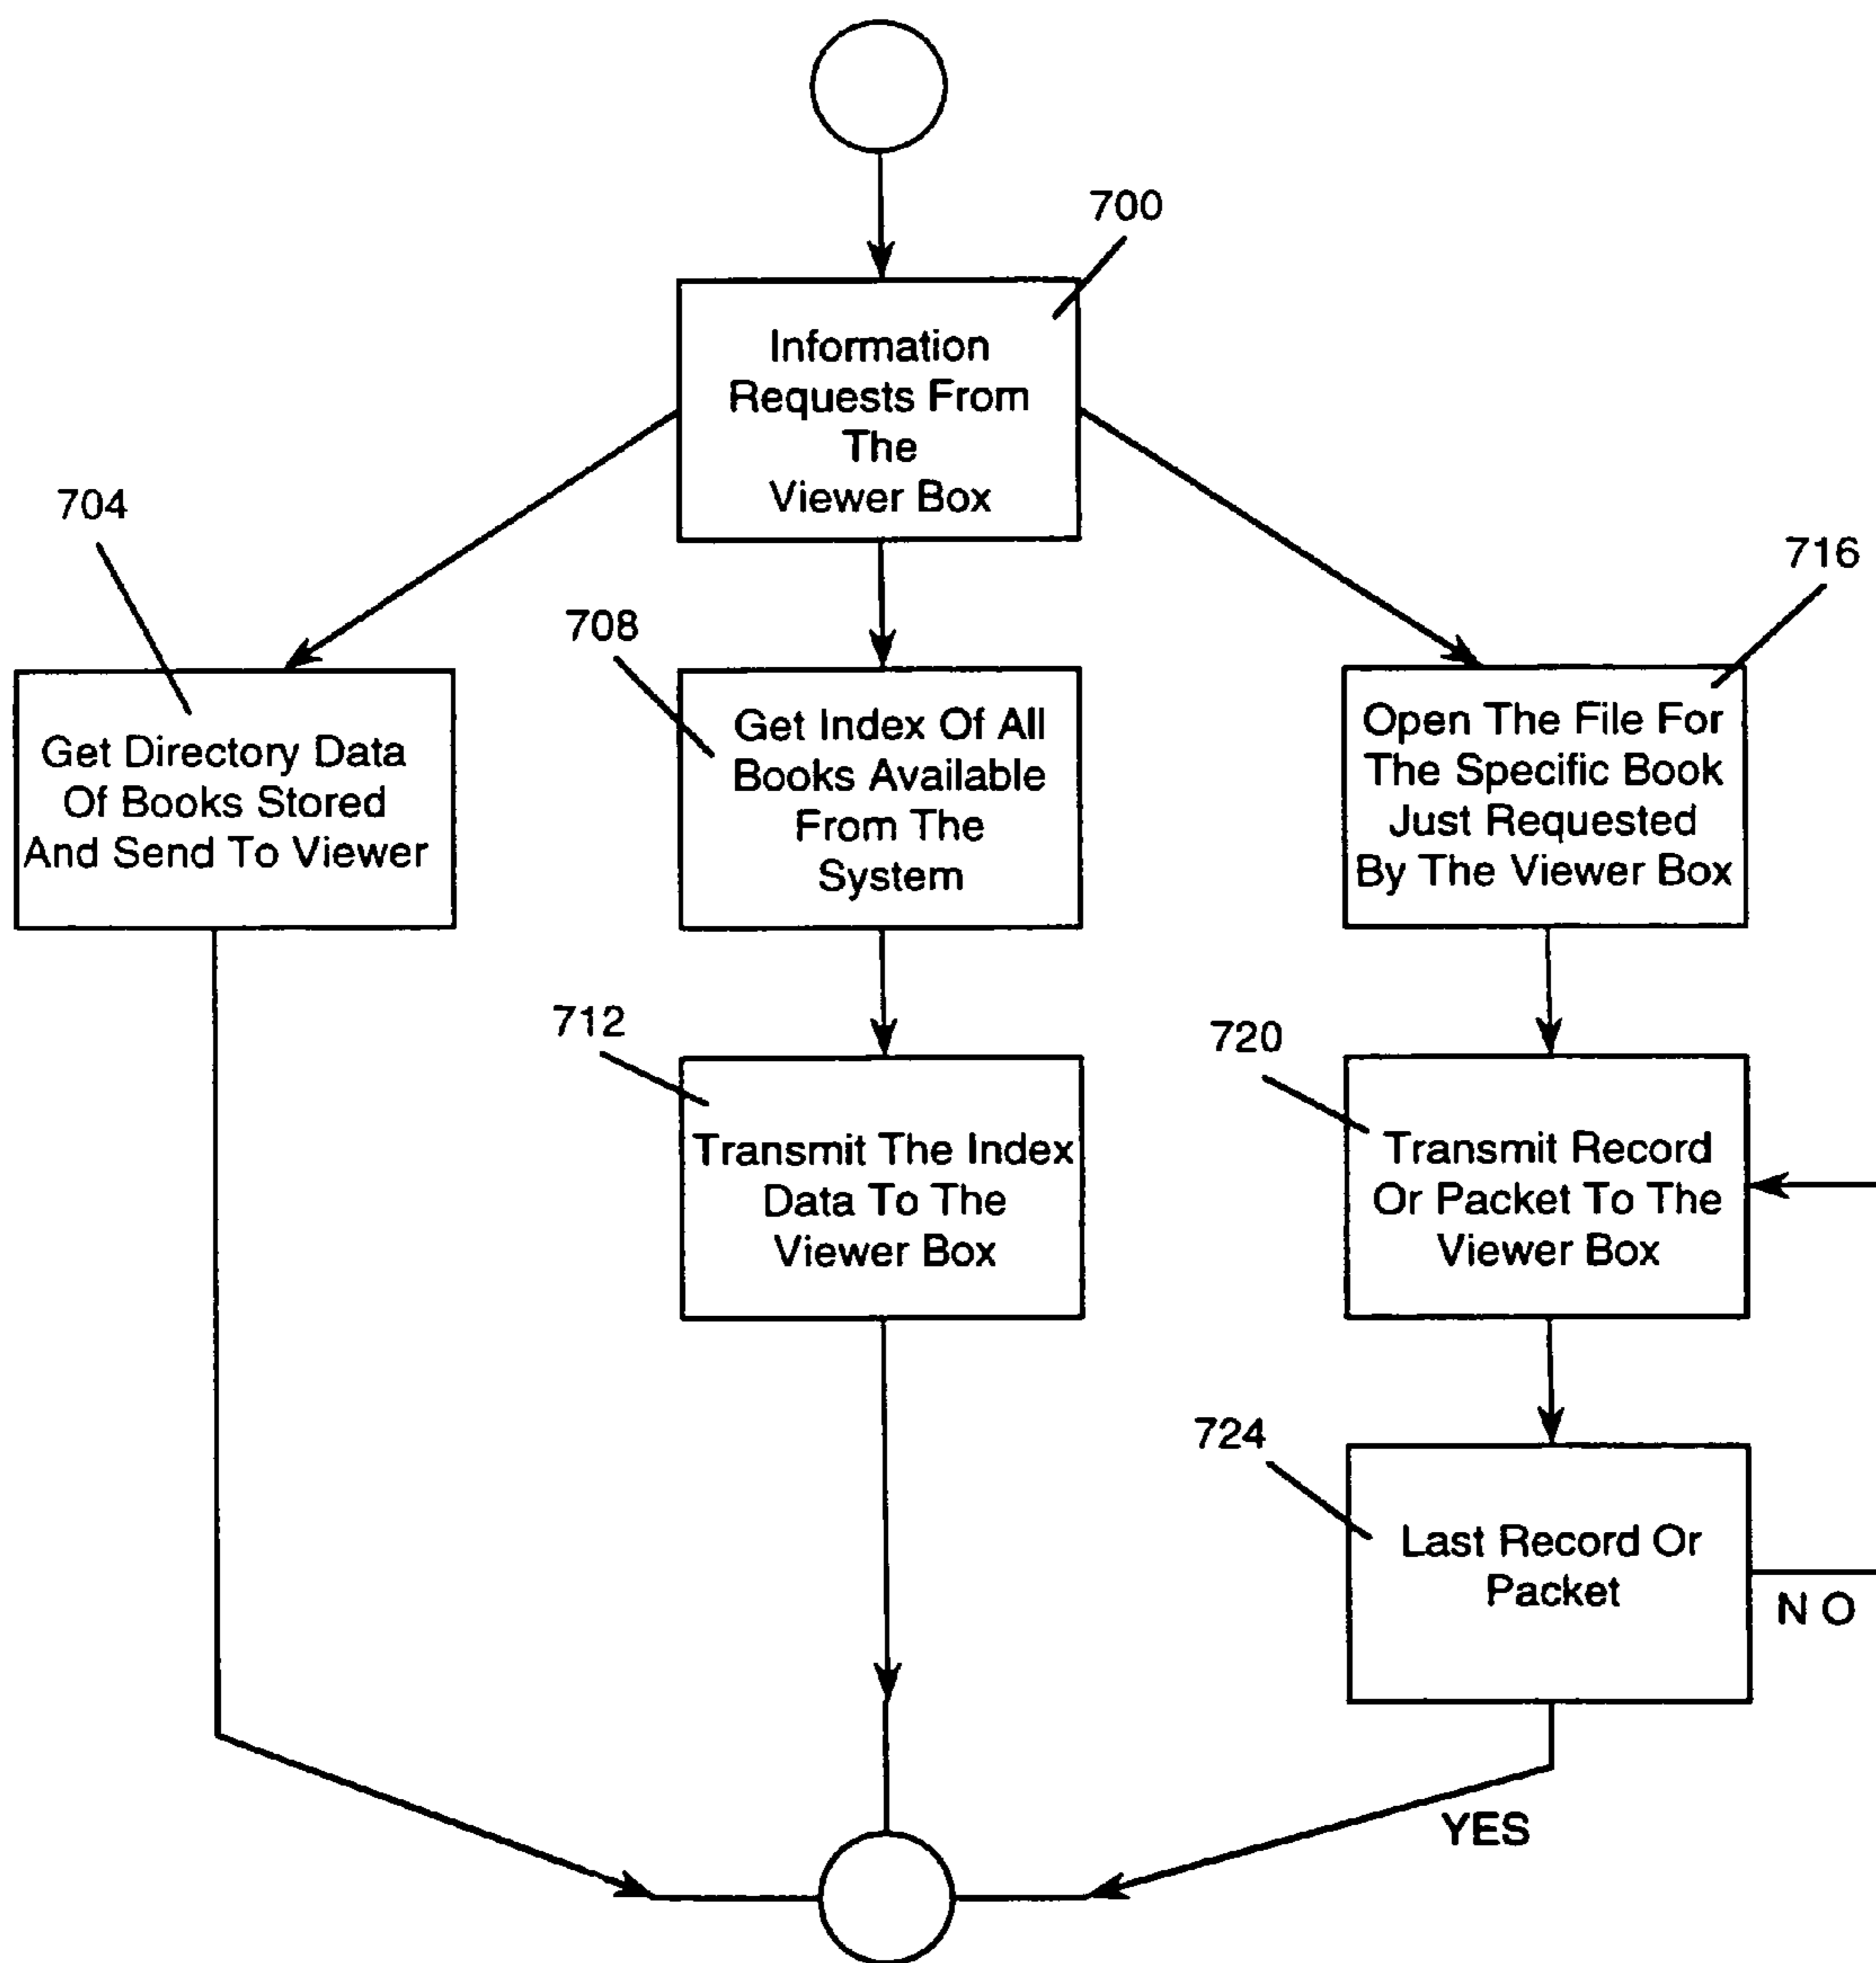 700
Information
Requests From
The
Viewer Box
704
Get Directory Data
Of Books Stored
And Send To Viewer
708
Get Index Of All
Books Available
From The
System
716
Open The File For
The Specific Book
Just Requested
By The Viewer Box
712
Transmit The Index
Data To The
Viewer Box
720
Transmit Record
Or Packet To The
Viewer Box
724
Last Record Or
Packet
N O
YES